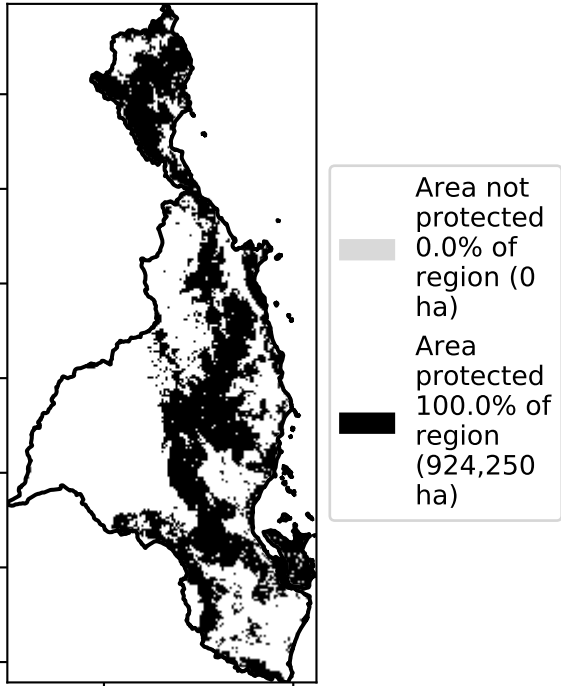 Area not
protected
0.0% of
region (0
ha)
Area
protected
100.0% of
region
(924,250
ha)